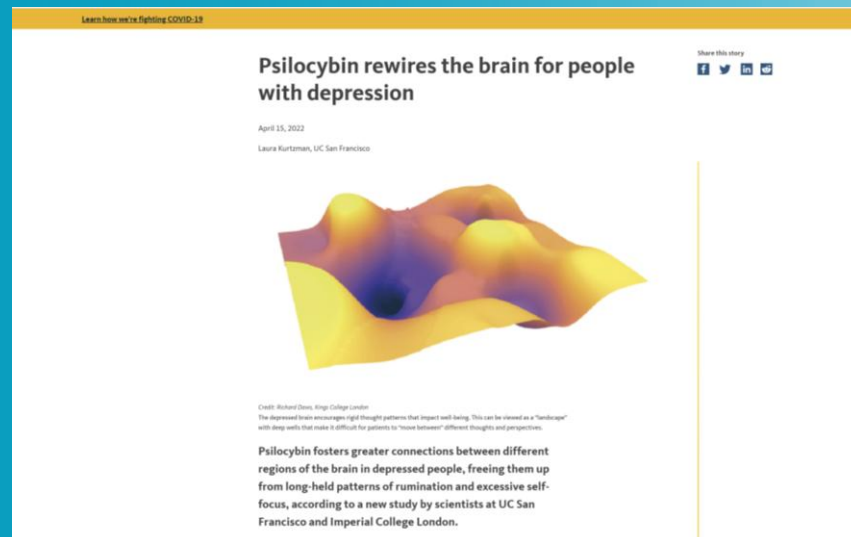 Learn how we're fighting COVID-19
Psilocybin rewires the brain for people
with depression
Share this story
April 15, 2022
Laura Kurtzman, UC San Francisco
Credit: Richard Daws, Kings College London
The depressed brain encourages rigid thought patterns that impact well-being. This can be viewed as a "landscape"
with deep wells that make it difficult for patients to "move between" different thoughts and perspectives.
Psilocybin fosters greater connections between different
regions of the brain in depressed people, freeing them up
from long-held patterns of rumination and excessive self-
focus, according to a new study by scientists at UC San
Francisco and Imperial College London.